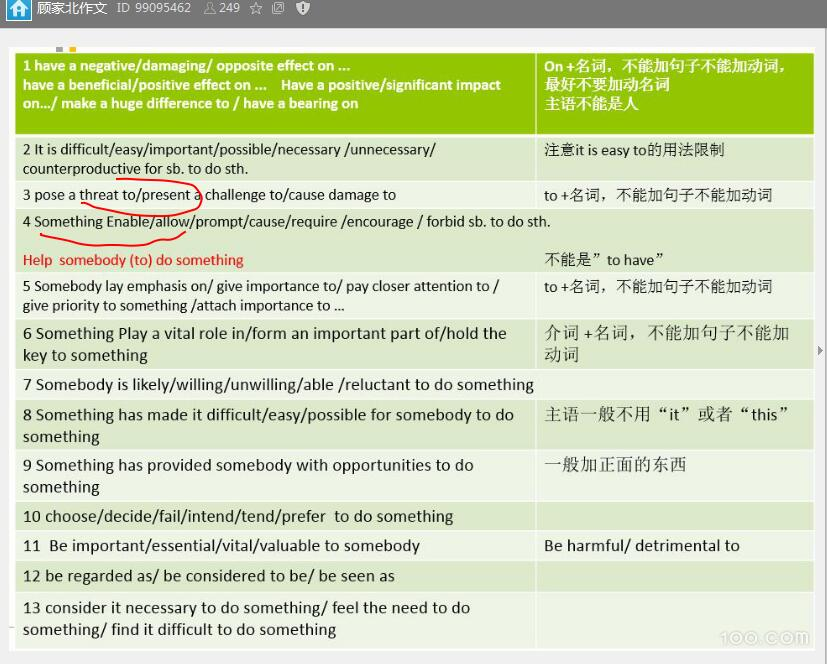 顾家北作文 ID 99095462 249
1 have a negative/damaging/ opposite effect on ...
have a beneficial/positive effect on ... Have a positive/significant impact
on.../ make a huge difference to / have a bearing on
On +名词，不能加句子不能加动词，
最好不要加动名词
主语不能是人
2 It is difficult/easy/important/possible/necessary /unnecessary/
counterproductive for sb. to do sth.
注意it is easy to的用法限制
3 pose a threat to/present a challenge to/cause damage to
to +名词，不能加句子不能加动词
4 Something Enable/allow/prompt/cause/require /encourage / forbid sb. to do sth.
Help somebody (to) do something
不能是” to have”
5 Somebody lay emphasis on/ give importance to/ pay closer attention to /
give priority to something /attach importance to ...
to +名词，不能加句子不能加动词
6 Something Play a vital role in/form an important part of/hold the
key to something
介词 +名词，不能加句子不能加
动词
7 Somebody is likely/willing/unwilling/able /reluctant to do something
8 Something has made it difficult/easy/possible for somebody to do
something
主语一般不用“it”或者“this”
9 Something has provided somebody with opportunities to do
something
一般加正面的东西
10 choose/decide/fail/intend/tend/prefer to do something
11 Be important/essential/vital/valuable to somebody
Be harmful/ detrimental to
12 be regarded as/ be considered to be/ be seen as
13 consider it necessary to do something/ feel the need to do
something/ find it difficult to do something
100.com